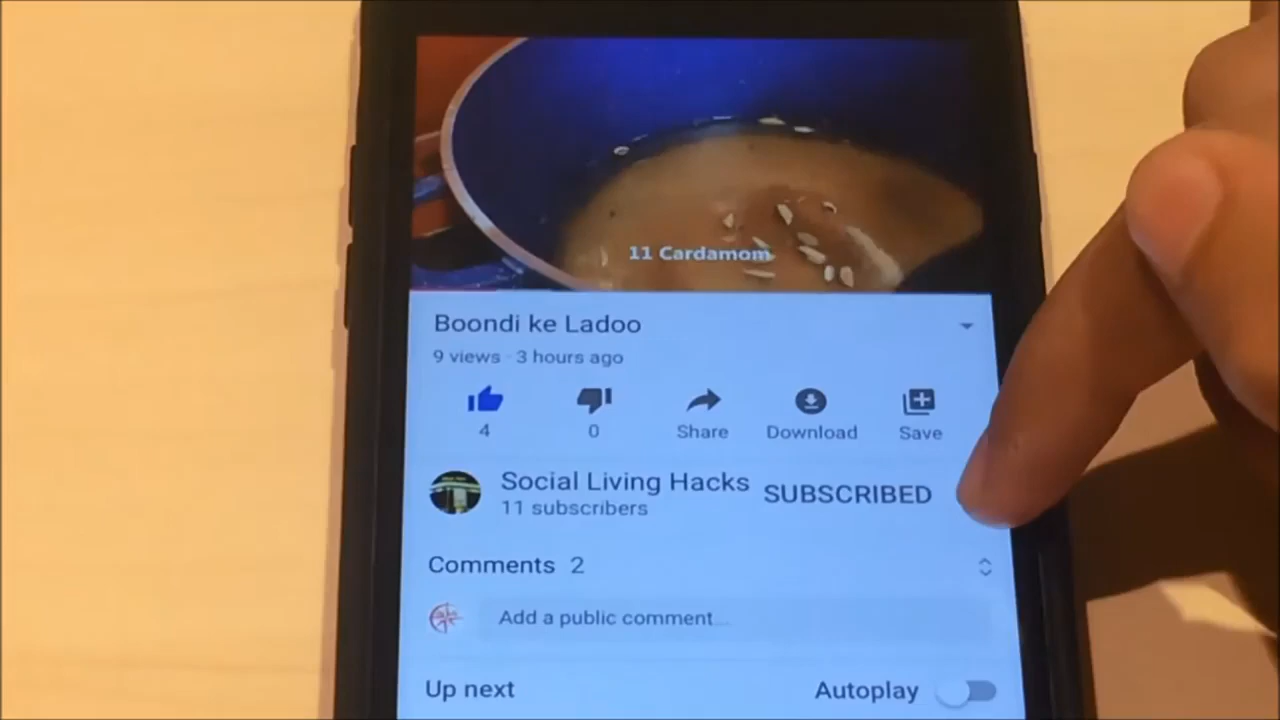 11 Cardamom
Boondi ke Ladoo
9 views · 3 hours ago
4
0
Share
Download
Save
Social Living Hacks
11 subscribers
SUBSCRIBED
Comments 2
Add a public comment...
Up next
Autoplay